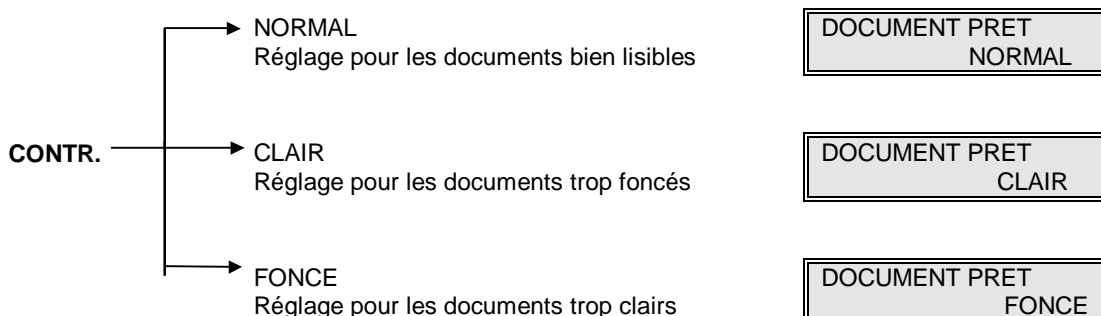 NORMAL
Réglage pour les documents bien lisibles
DOCUMENT PRET
NORMAL
CONTR.
CLAIR
Réglage pour les documents trop foncés
DOCUMENT PRET
CLAIR
FONCE
Réglage pour les documents trop clairs
DOCUMENT PRET
FONCE